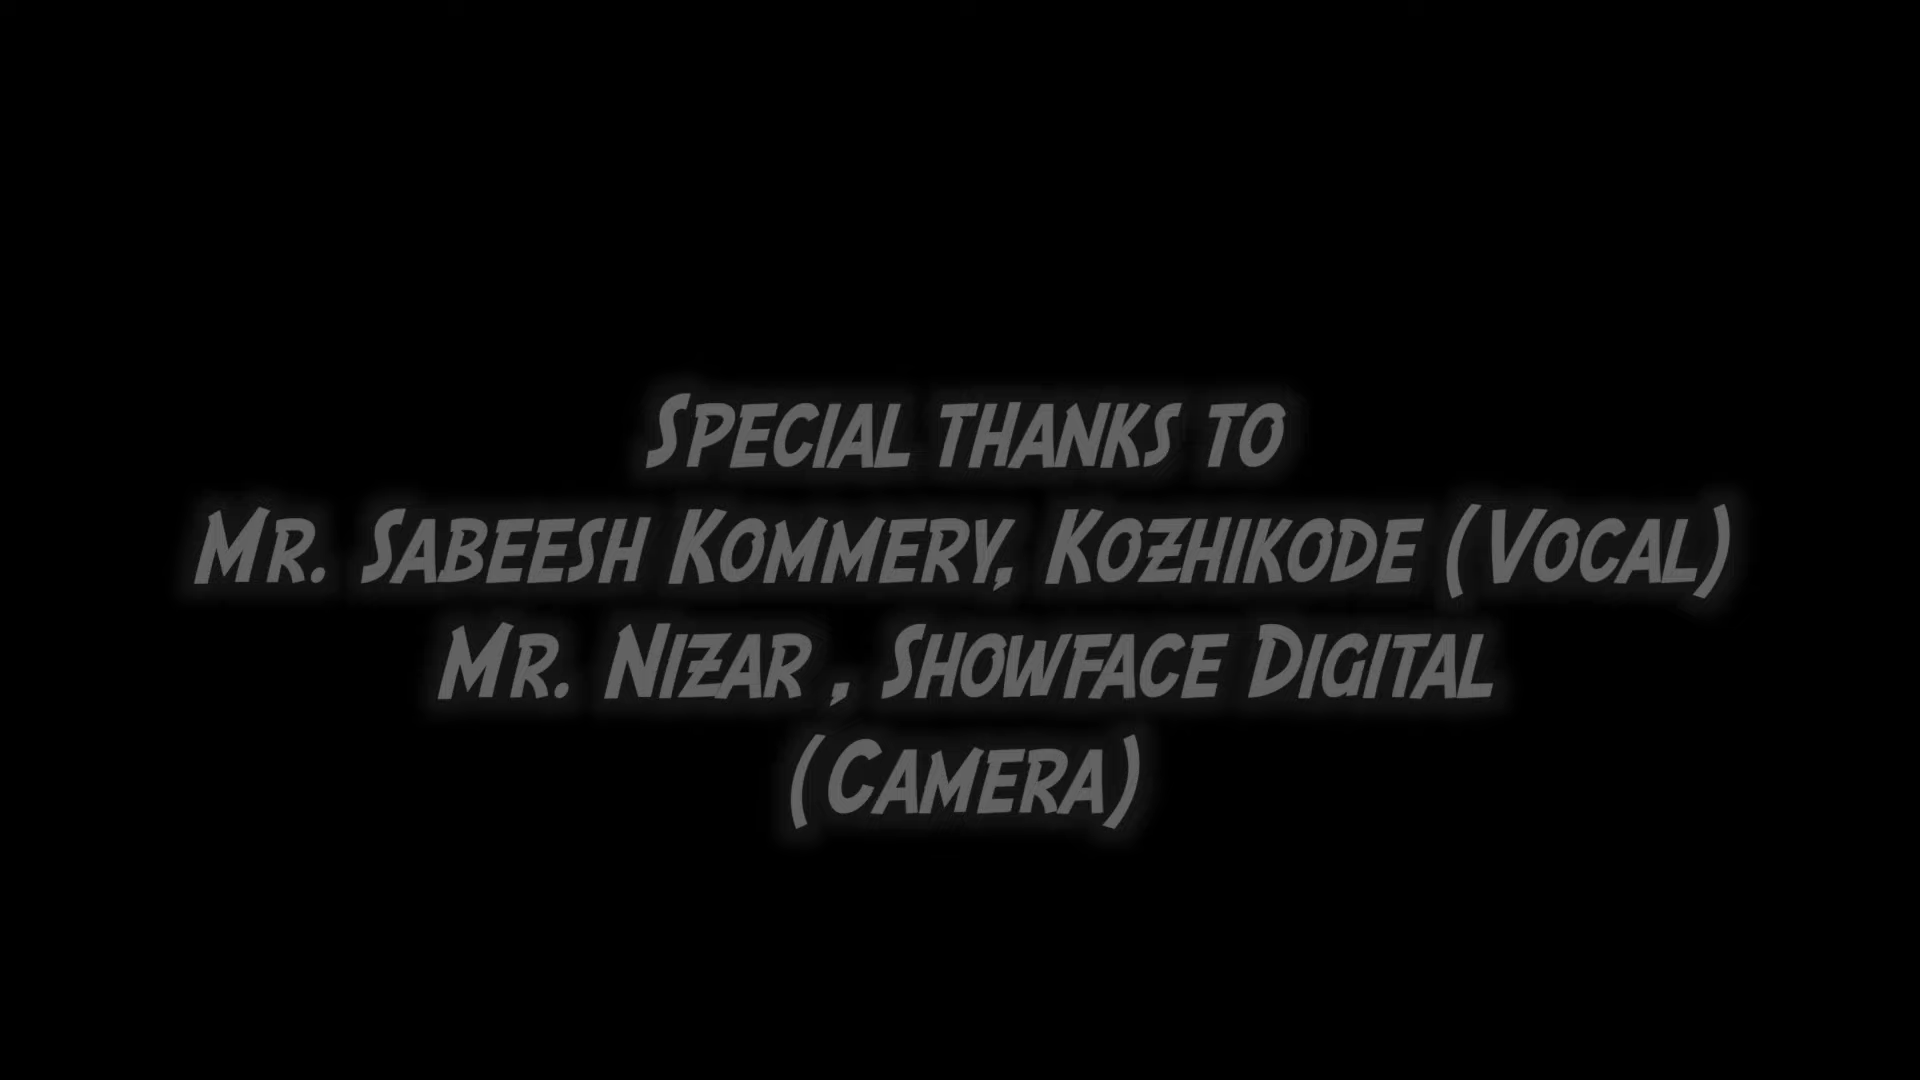 Special thanks to
Mr. Sabeesh Kommery, Kozhikode (Vocal)
Mr. Nizar , Showface Digital
(Camera)